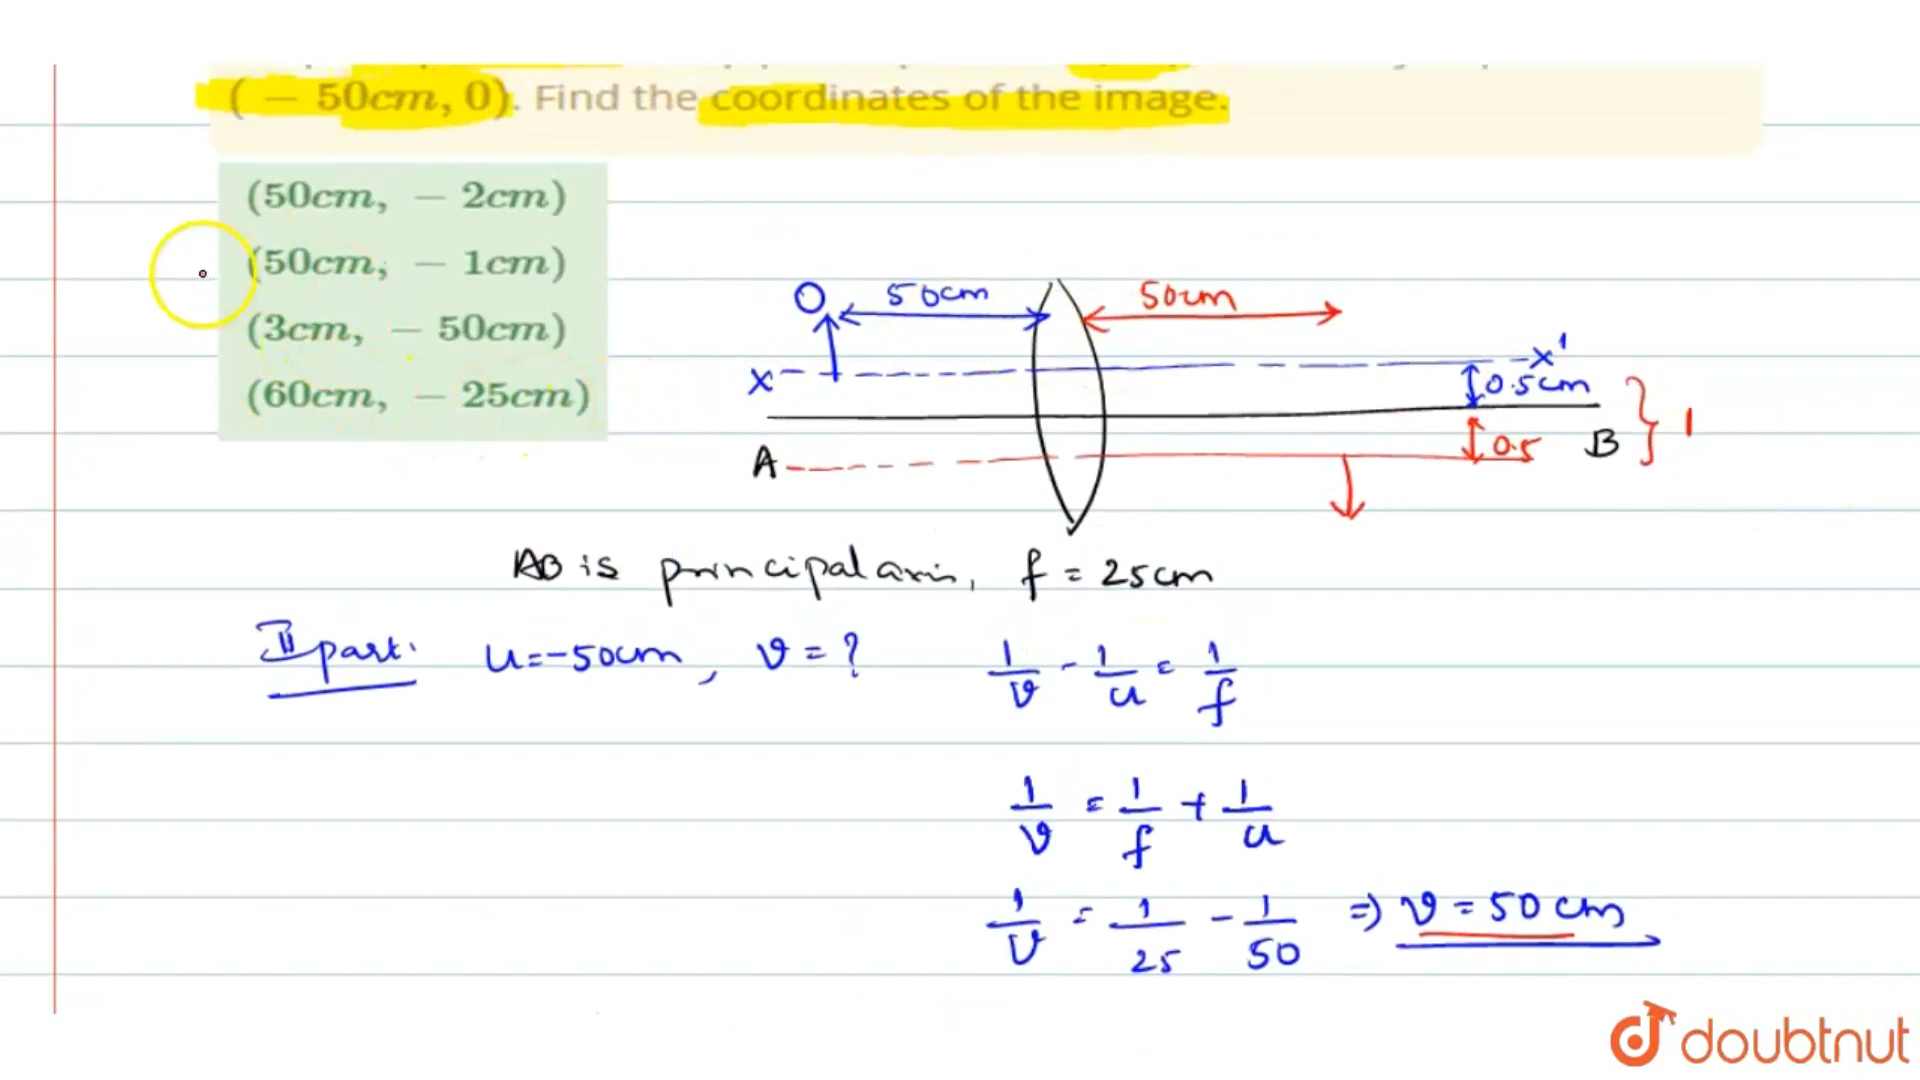 (−50cm, 0). Find the coordinates of the image.
(50cm, −2cm)
(50cm, −1cm)
(3cm, −50cm)
(60cm, −25cm)
O 50cm 50cm
X X'
0.5cm
A 0.5 B 1
AB is principal axis, f = 25cm
II part: u=-50cm, v=? 1/v - 1/u = 1/f
1/v = 1/f + 1/u
1/v = 1/25 - 1/50 => v = 50 cm
doubtnut